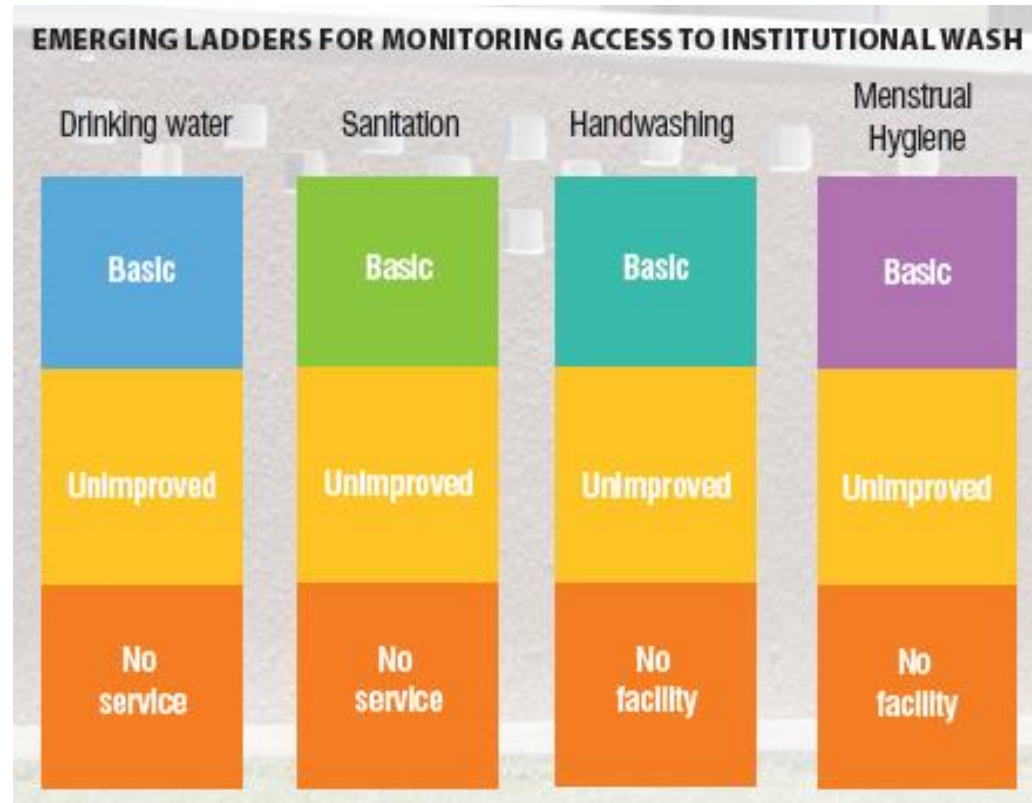 EMERGING LADDERS FOR MONITORING ACCESS TO INSTITUTIONAL WASH
Drinking water
Sanitation
Handwashing
Menstrual
Hygiene
Basic
Basic
Basic
Basic
Unimproved
Unimproved
Unimproved
Unimproved
No
service
No
service
No
facility
No
facility